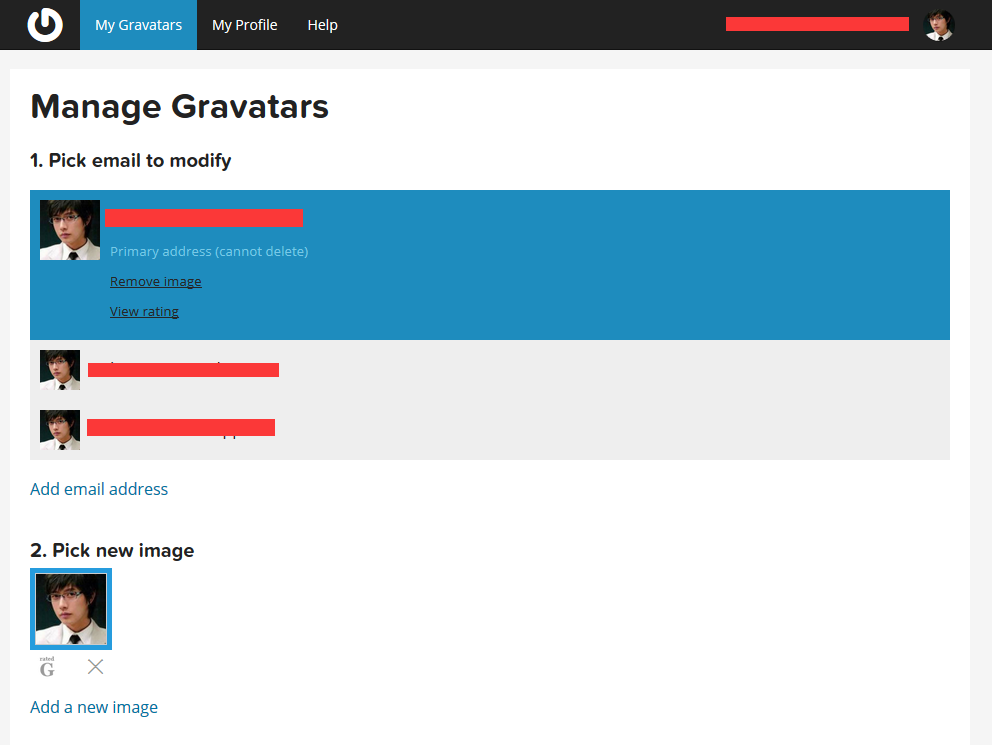 My Gravatars
My Profile
Help
Manage Gravatars
1. Pick email to modify
Primary address (cannot delete)
Remove image
View rating
Add email address
2. Pick new image
rated
G
Add a new image